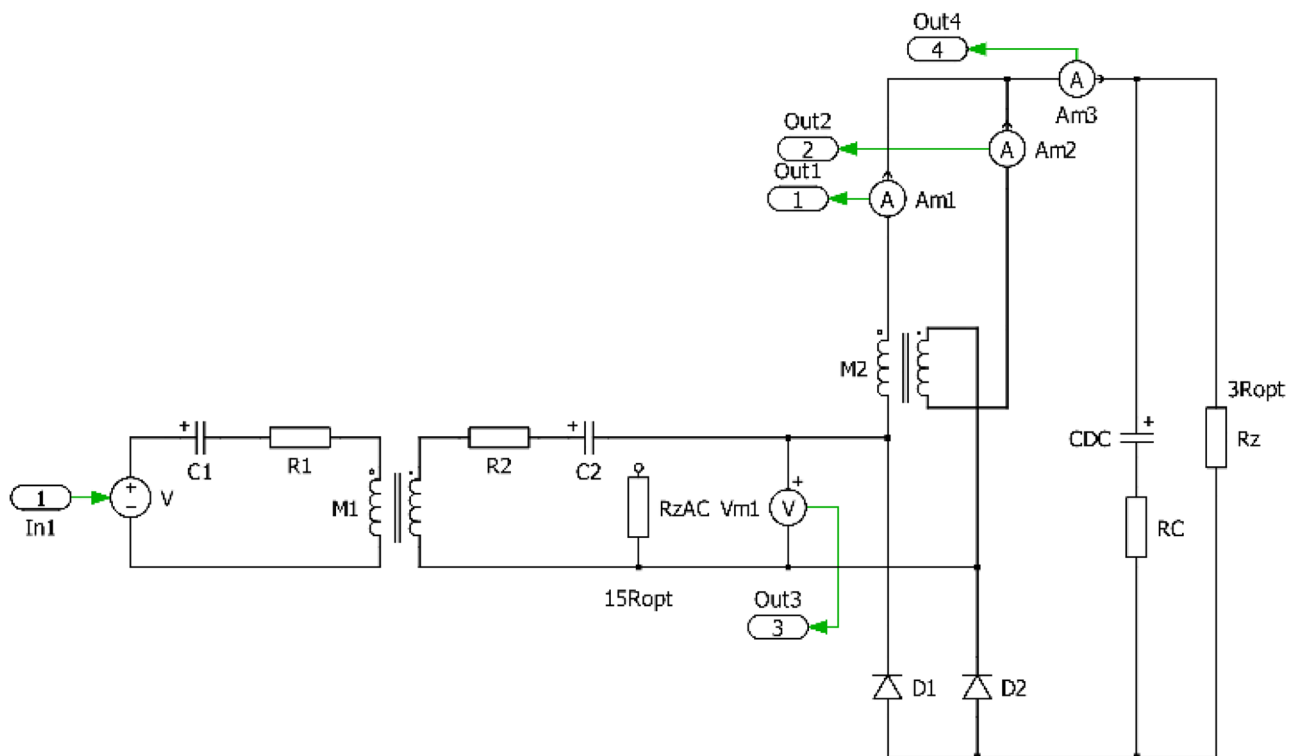 Out4
4
A
Am3
Out2
2
A
Am2
Out1
1
A
Am1
M2
3Ropt
CDC
+
Rz
+
C1
R1
R2
+
C2
1
In1
+
−
V
M1
RzAC
Vm1
+
V
RC
15Ropt
Out3
3
D1
D2